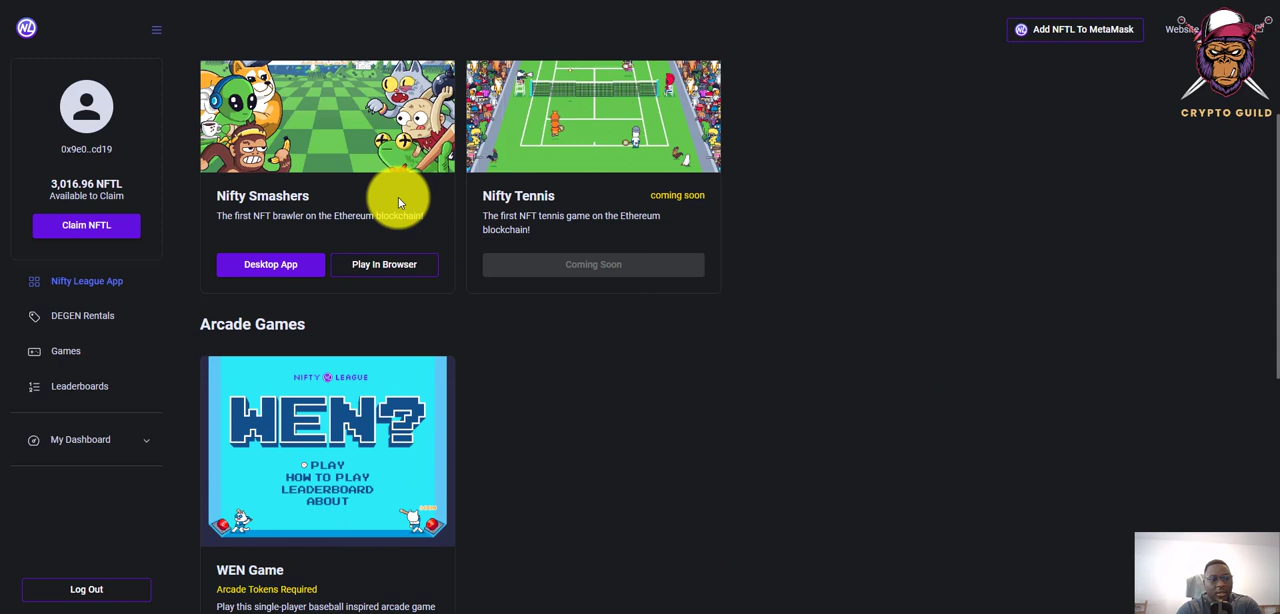 NL
Add NFTL To MetaMask
Website
CRYPTO GUILD
0x9e0..cd19
3,016.96 NFTL
Available to Claim
Claim NFTL
Nifty League App
DEGEN Rentals
Games
Leaderboards
My Dashboard
Log Out
Nifty Smashers
The first NFT brawler on the Ethereum blockchain!
Desktop App
Play In Browser
Nifty Tennis
coming soon
The first NFT tennis game on the Ethereum
blockchain!
Coming Soon
Arcade Games
NIFTY NL LEAGUE
WEN?
PLAY
HOW TO PLAY
LEADERBOARD
ABOUT
WEN Game
Arcade Tokens Required
Play this single-player baseball inspired arcade game